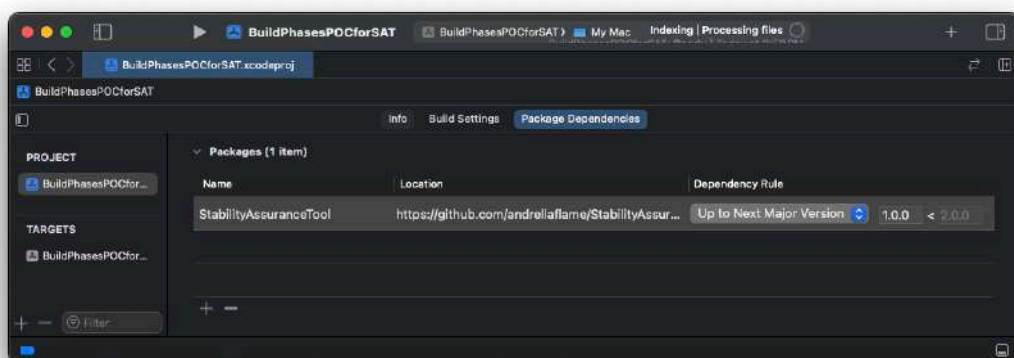 BuildPhasesPOCforSAT
BuildPhasesPOCforSAT › My Mac
Indexing | Processing files
BuildPhasesPOCforSAT.xcodeproj
BuildPhasesPOCforSAT
Info Build Settings Package Dependencies
PROJECT
BuildPhasesPOCfor...
TARGETS
BuildPhasesPOCfor...
Filter
Packages (1 item)
Name Location Dependency Rule
StabilityAssuranceTool https://github.com/andrellaflame/StabilityAssur... Up to Next Major Version 1.0.0 < 2.0.0